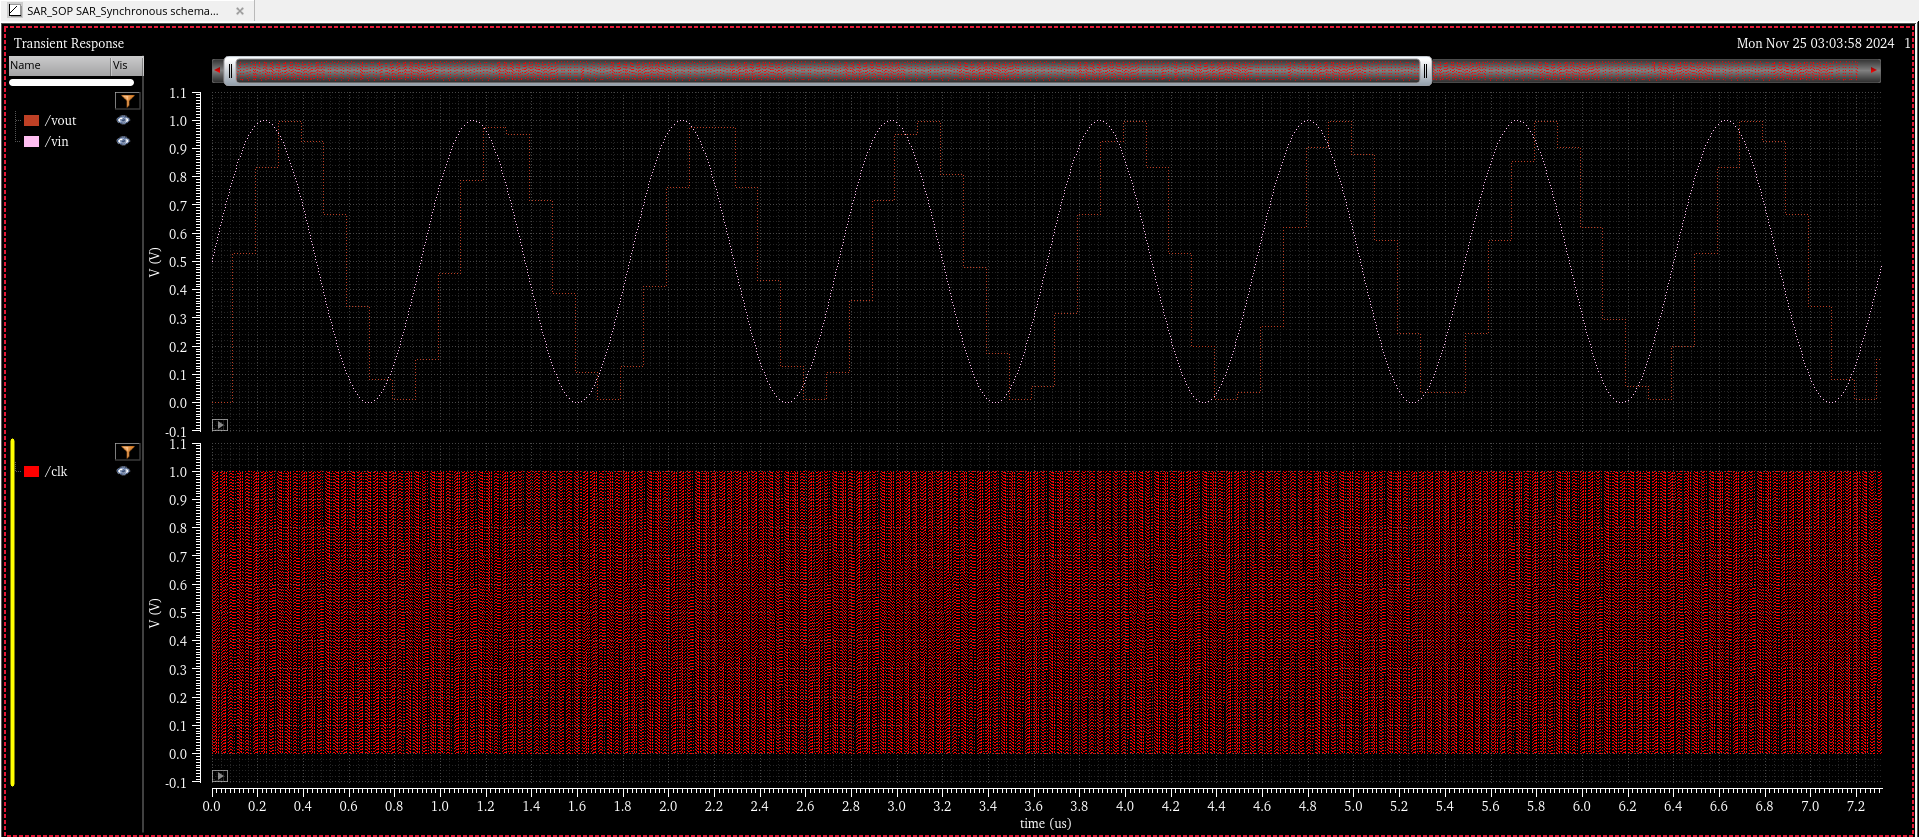 SAR_SOP SAR_Synchronous schema...
Transient Response
Mon Nov 25 03:03:58 2024 1
Name Vis
/vout
/vin
1.1
1.0
0.9
0.8
0.7
0.6
0.5
0.4
0.3
0.2
0.1
0.0
-0.1
V (V)
/clk
1.1
1.0
0.9
0.8
0.7
0.6
0.5
0.4
0.3
0.2
0.1
0.0
-0.1
V (V)
0.0 0.2 0.4 0.6 0.8 1.0 1.2 1.4 1.6 1.8 2.0 2.2 2.4 2.6 2.8 3.0 3.2 3.4 3.6 3.8 4.0 4.2 4.4 4.6 4.8 5.0 5.2 5.4 5.6 5.8 6.0 6.2 6.4 6.6 6.8 7.0 7.2
time (us)